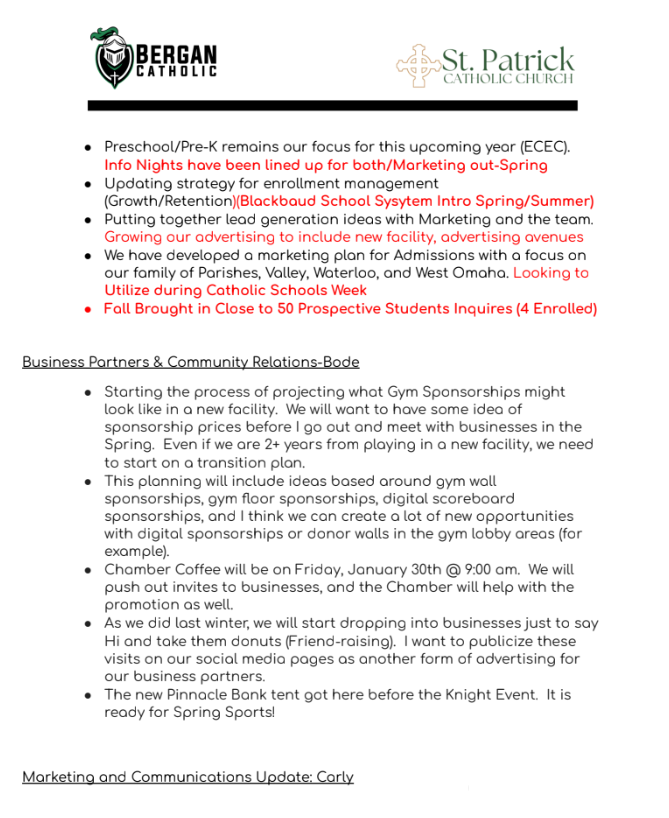 BERGAN
CATHOLIC
St. Patrick
CATHOLIC CHURCH
● Preschool/Pre-K remains our focus for this upcoming year (ECEC).
Info Nights have been lined up for both/Marketing out-Spring
● Updating strategy for enrollment management
(Growth/Retention)(Blackbaud School Sysytem Intro Spring/Summer)
● Putting together lead generation ideas with Marketing and the team.
Growing our advertising to include new facility, advertising avenues
● We have developed a marketing plan for Admissions with a focus on
our family of Parishes, Valley, Waterloo, and West Omaha. Looking to
Utilize during Catholic Schools Week
● Fall Brought in Close to 50 Prospective Students Inquires (4 Enrolled)
Business Partners & Community Relations-Bode
● Starting the process of projecting what Gym Sponsorships might
look like in a new facility. We will want to have some idea of
sponsorship prices before I go out and meet with businesses in the
Spring. Even if we are 2+ years from playing in a new facility, we need
to start on a transition plan.
● This planning will include ideas based around gym wall
sponsorships, gym floor sponsorships, digital scoreboard
sponsorships, and I think we can create a lot of new opportunities
with digital sponsorships or donor walls in the gym lobby areas (for
example).
● Chamber Coffee will be on Friday, January 30th @ 9:00 am. We will
push out invites to businesses, and the Chamber will help with the
promotion as well.
● As we did last winter, we will start dropping into businesses just to say
Hi and take them donuts (Friend-raising). I want to publicize these
visits on our social media pages as another form of advertising for
our business partners.
● The new Pinnacle Bank tent got here before the Knight Event. It is
ready for Spring Sports!
Marketing and Communications Update: Carly